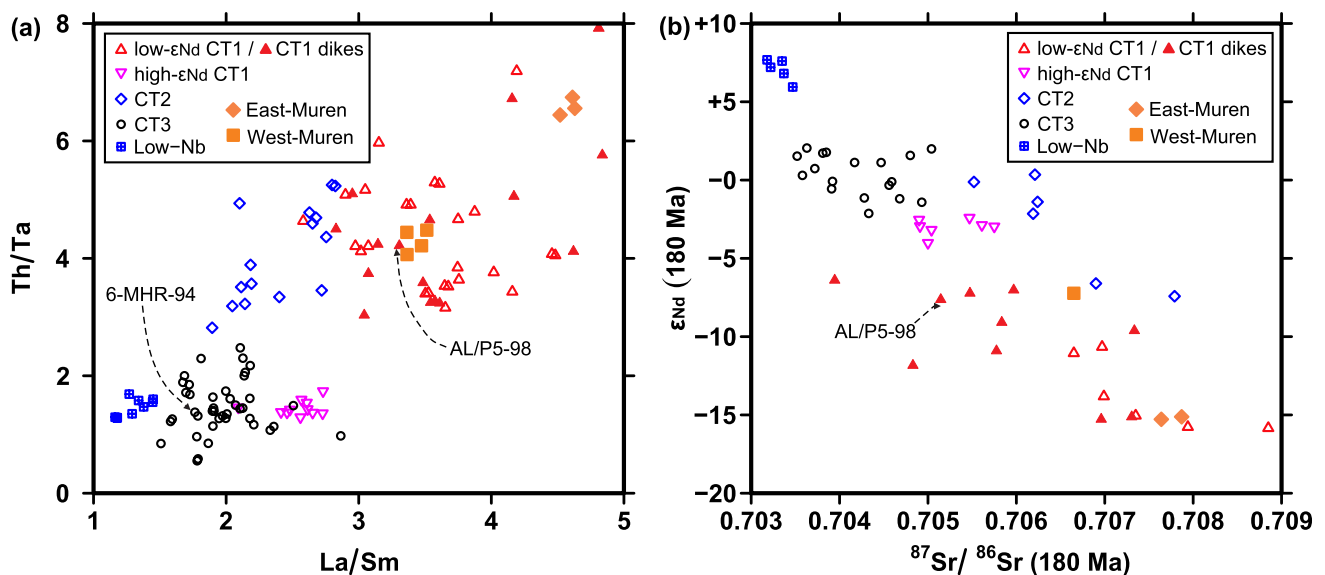 (a)
8
6
4
2
0
1
2
3
4
5
Th/Ta
La/Sm
low-εNd CT1 / CT1 dikes
high-εNd CT1
CT2
CT3
Low−Nb
East-Muren
West-Muren
6-MHR-94
AL/P5-98
(b)
+10
+5
−0
−5
−10
−15
−20
0.703
0.704
0.705
0.706
0.707
0.708
0.709
εNd (180 Ma)
87Sr/ 86Sr (180 Ma)
low-εNd CT1 / CT1 dikes
high-εNd CT1
CT2
CT3
Low−Nb
East-Muren
West-Muren
AL/P5-98